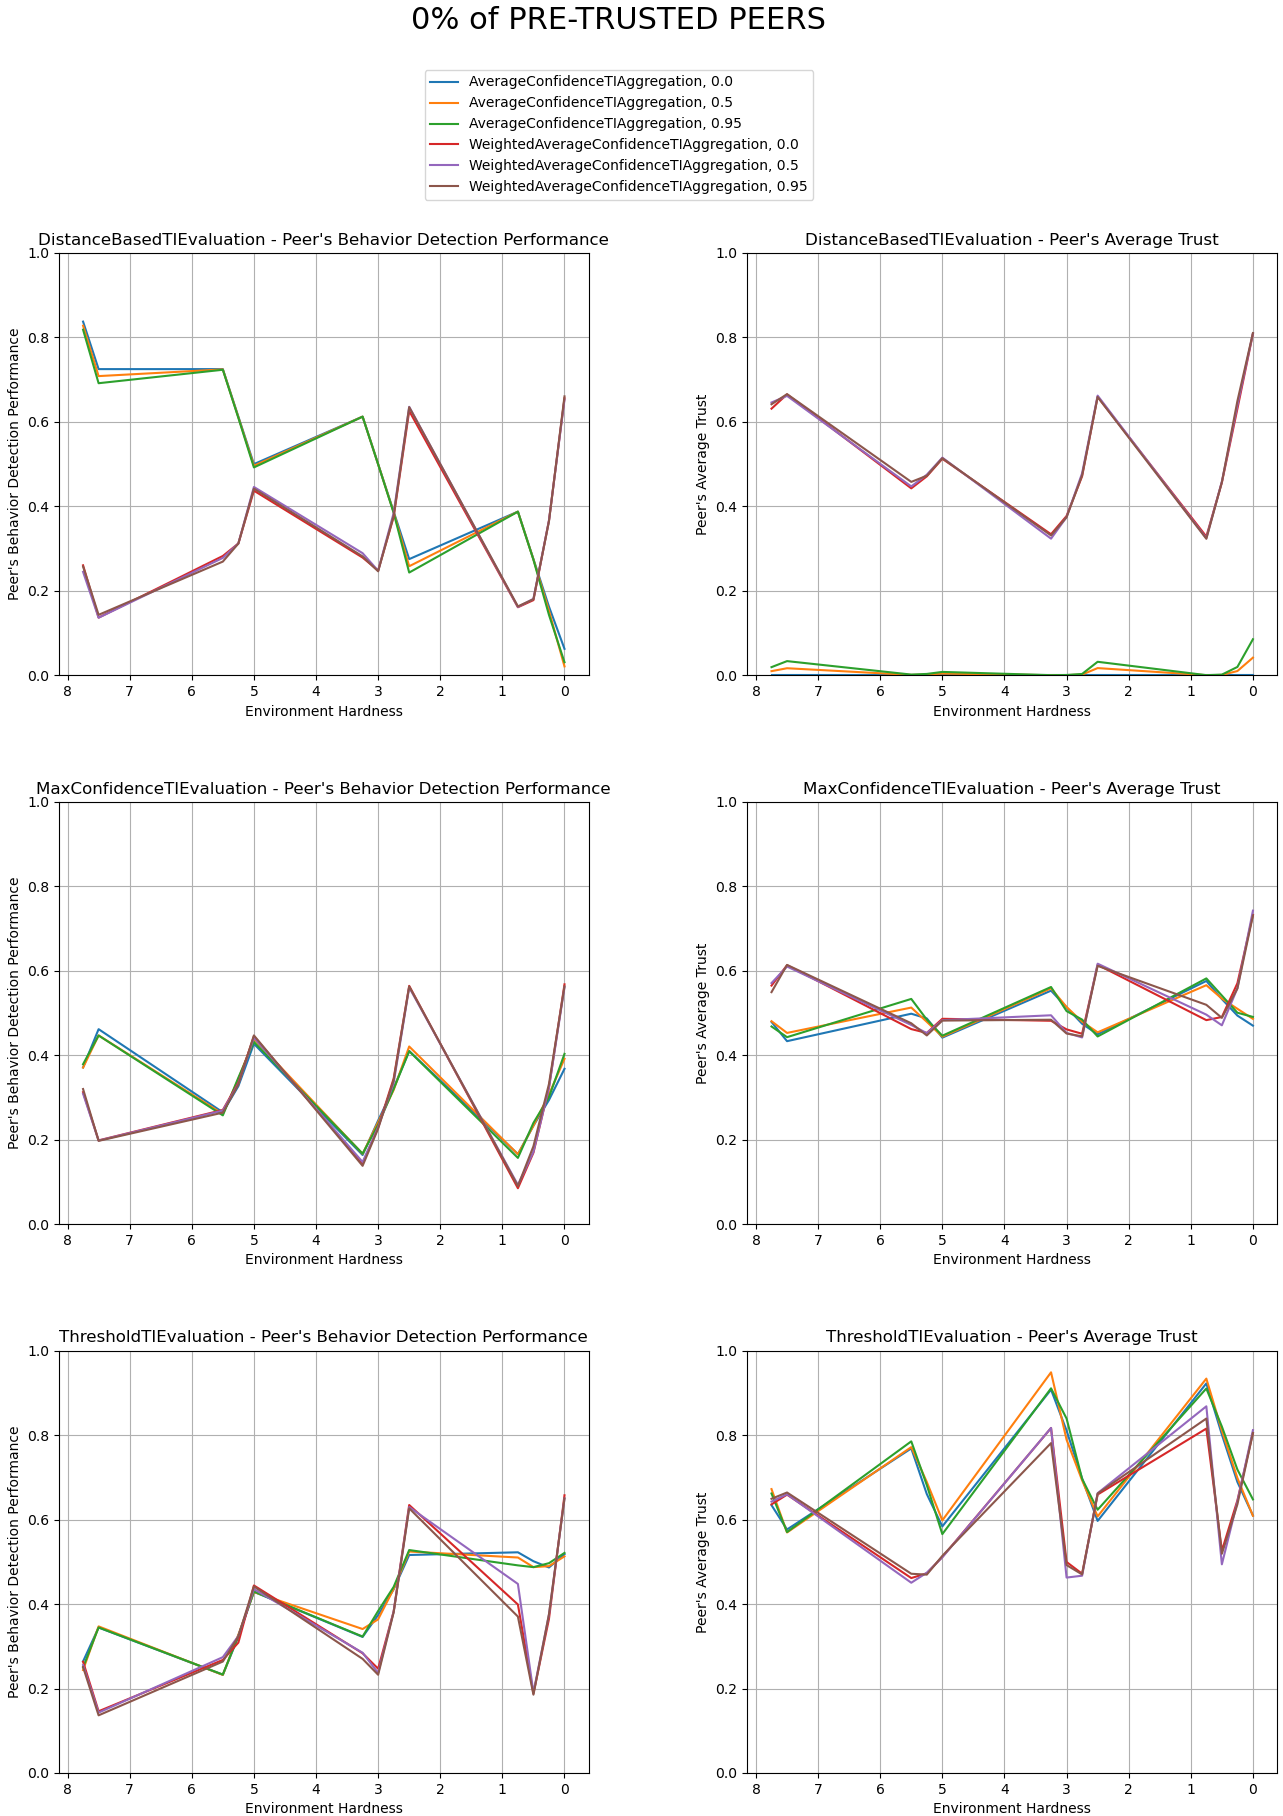 0% of PRE-TRUSTED PEERS
AverageConfidenceTIAggregation, 0.0
AverageConfidenceTIAggregation, 0.5
AverageConfidenceTIAggregation, 0.95
WeightedAverageConfidenceTIAggregation, 0.0
WeightedAverageConfidenceTIAggregation, 0.5
WeightedAverageConfidenceTIAggregation, 0.95
DistanceBasedTIEvaluation - Peer's Behavior Detection Performance
Peer's Behavior Detection Performance
1.0
0.8
0.6
0.4
0.2
0.0
8 7 6 5 4 3 2 1 0
Environment Hardness
DistanceBasedTIEvaluation - Peer's Average Trust
Peer's Average Trust
1.0
0.8
0.6
0.4
0.2
0.0
8 7 6 5 4 3 2 1 0
Environment Hardness
MaxConfidenceTIEvaluation - Peer's Behavior Detection Performance
Peer's Behavior Detection Performance
1.0
0.8
0.6
0.4
0.2
0.0
8 7 6 5 4 3 2 1 0
Environment Hardness
MaxConfidenceTIEvaluation - Peer's Average Trust
Peer's Average Trust
1.0
0.8
0.6
0.4
0.2
0.0
8 7 6 5 4 3 2 1 0
Environment Hardness
ThresholdTIEvaluation - Peer's Behavior Detection Performance
Peer's Behavior Detection Performance
1.0
0.8
0.6
0.4
0.2
0.0
8 7 6 5 4 3 2 1 0
Environment Hardness
ThresholdTIEvaluation - Peer's Average Trust
Peer's Average Trust
1.0
0.8
0.6
0.4
0.2
0.0
8 7 6 5 4 3 2 1 0
Environment Hardness